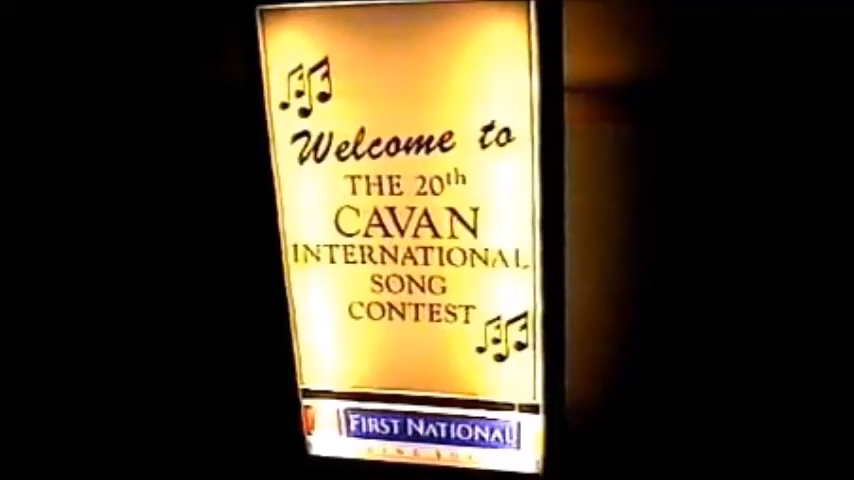 Welcome to
THE 20th
CAVAN
INTERNATIONAL
SONG
CONTEST
FIRST NATIONAL